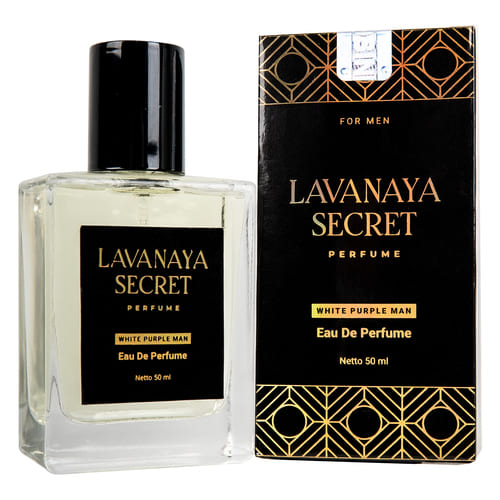 LAVANAYA
SECRET
PERFUME
WHITE PURPLE MAN
Eau De Perfume
Netto 50 ml
FOR MEN
LAVANAYA
SECRET
PERFUME
WHITE PURPLE MAN
Eau De Perfume
Netto 50 ml